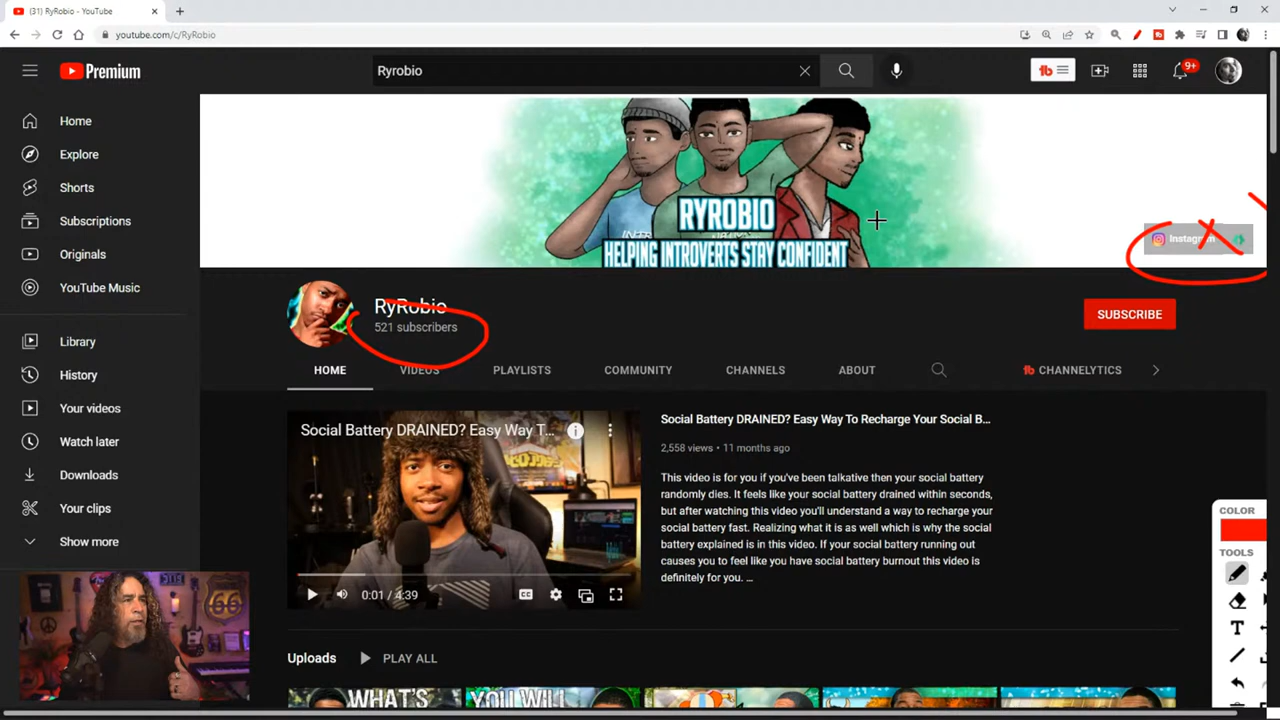 (31) RyRobio - YouTube
youtube.com/c/RyRobio
Premium
Ryrobio
9+
Home
Explore
Shorts
Subscriptions
Originals
YouTube Music
Library
History
Your videos
Watch later
Downloads
Your clips
Show more
RYROBIO
HELPING INTROVERTS STAY CONFIDENT
Instagram
RyRobio
521 subscribers
SUBSCRIBE
HOME
VIDEOS
PLAYLISTS
COMMUNITY
CHANNELS
ABOUT
CHANNELYTICS
Social Battery DRAINED? Easy Way T...
0:01 / 4:39
Social Battery DRAINED? Easy Way To Recharge Your Social B...
2,558 views • 11 months ago
This video is for you if you've been talkative then your social battery
randomly dies. It feels like your social battery drained within seconds,
but after watching this video you'll understand a way to recharge your
social battery fast. Realizing what it is as well which is why the social
battery explained is in this video. If your social battery running out
causes you to feel like you have social battery burnout this video is
definitely for you. ...
Uploads
PLAY ALL
WHAT'S
YOU WILL
COLOR
TOOLS
T
66